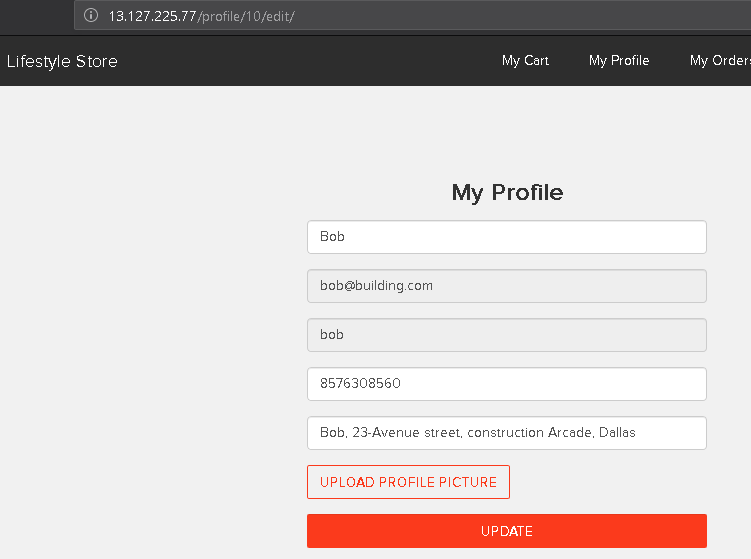 13.127.225.77/profile/10/edit/
Lifestyle Store My Cart My Profile My Orders
My Profile
Bob
bob@building.com
bob
8576308560
Bob, 23-Avenue street, construction Arcade, Dallas
UPLOAD PROFILE PICTURE
UPDATE